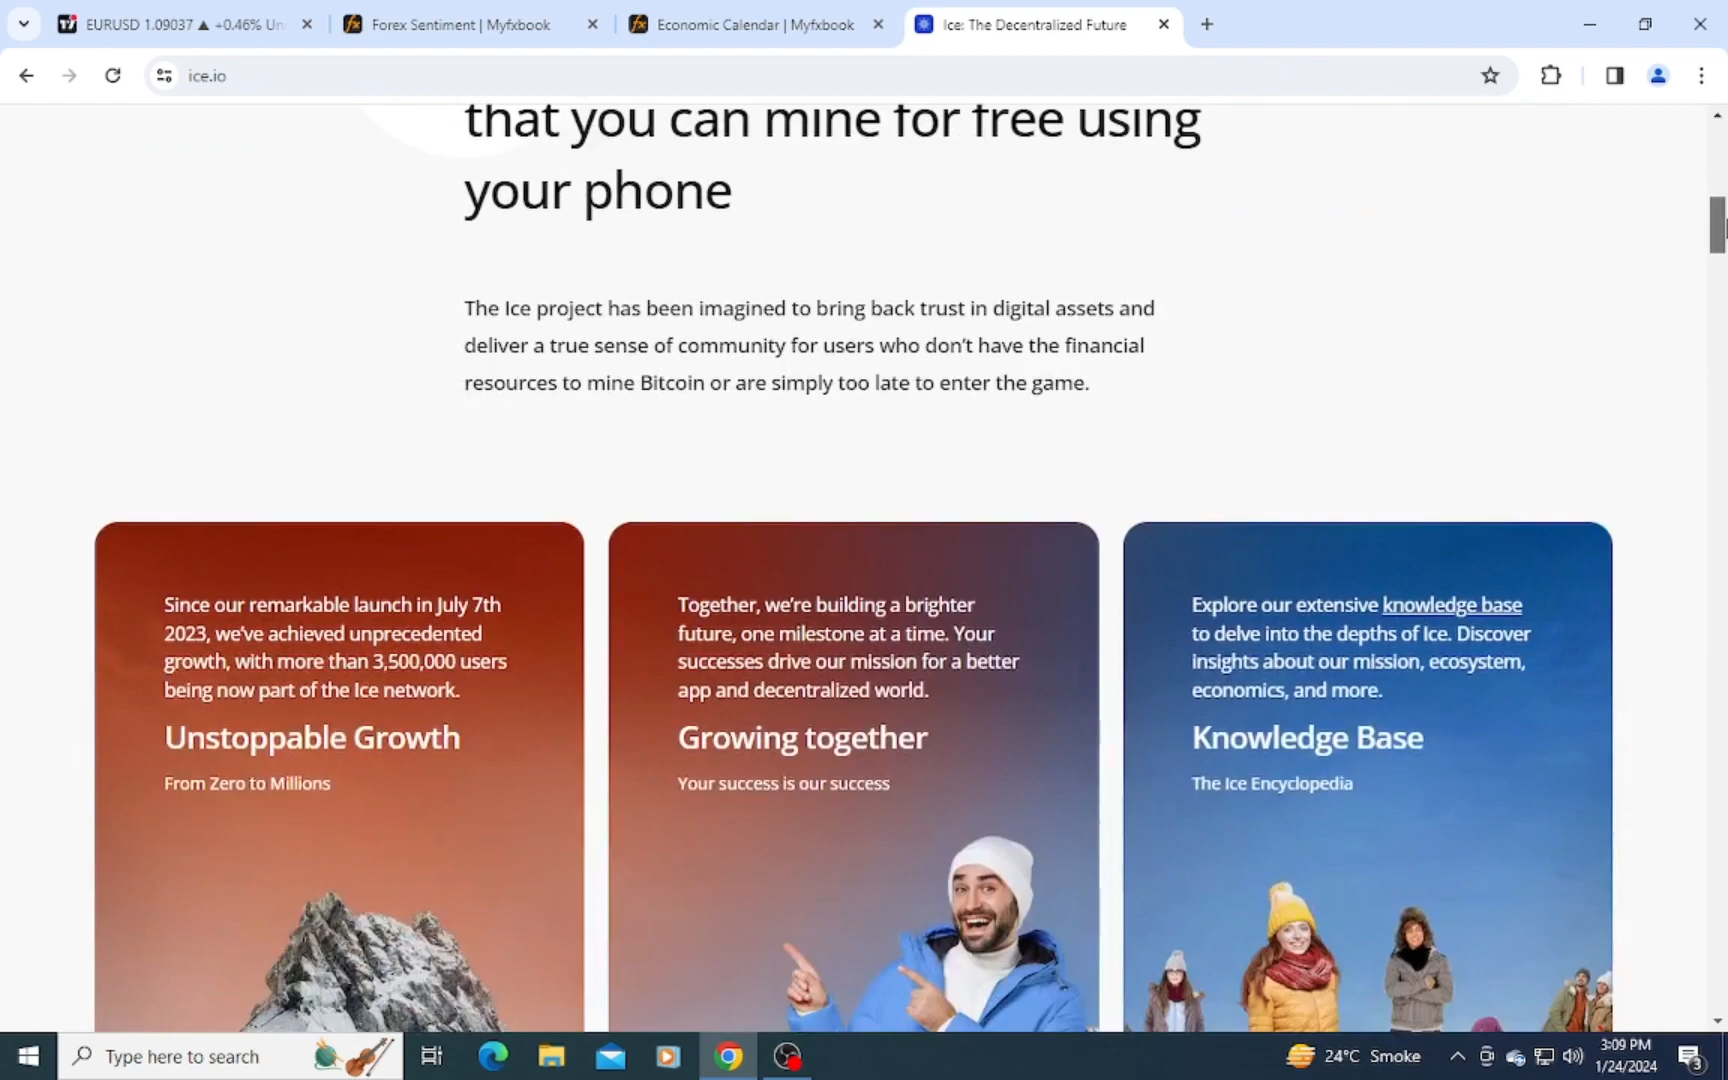 EURUSD 1.09037 ▲ +0.46% Un
Forex Sentiment | Myfxbook
Economic Calendar | Myfxbook
Ice: The Decentralized Future
ice.io
that you can mine for free using
your phone
The Ice project has been imagined to bring back trust in digital assets and
deliver a true sense of community for users who don't have the financial
resources to mine Bitcoin or are simply too late to enter the game.
Since our remarkable launch in July 7th
2023, we've achieved unprecedented
growth, with more than 3,500,000 users
being now part of the Ice network.
Unstoppable Growth
From Zero to Millions
Together, we're building a brighter
future, one milestone at a time. Your
successes drive our mission for a better
app and decentralized world.
Growing together
Your success is our success
Explore our extensive knowledge base
to delve into the depths of Ice. Discover
insights about our mission, ecosystem,
economics, and more.
Knowledge Base
The Ice Encyclopedia
Type here to search
24°C Smoke
3:09 PM
1/24/2024
3